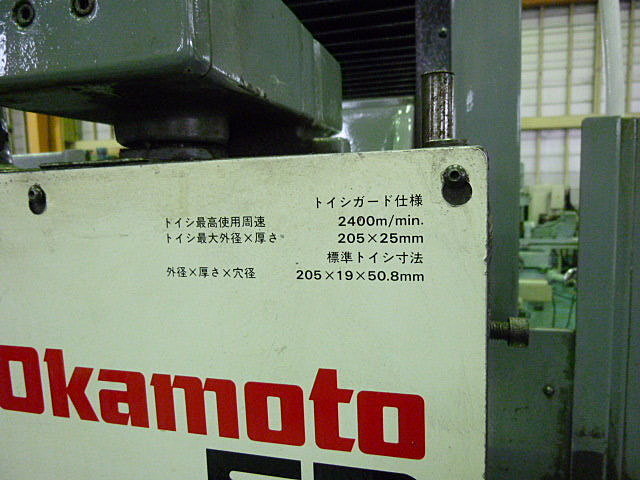 トイシガード仕様
トイシ最高使用周速 2400m/min.
トイシ最大外径×厚さ 205×25mm
標準トイシ寸法
外径×厚さ×穴径 205×19×50.8mm
Okamoto